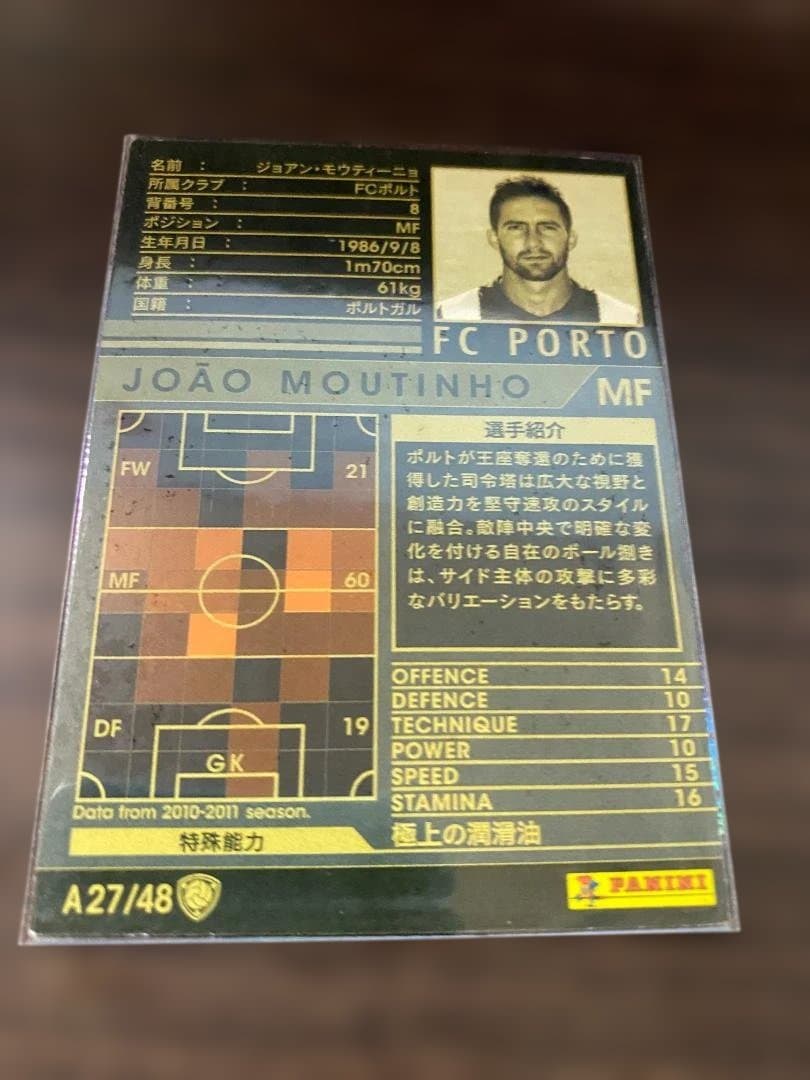 名前 ： ジョアン・モウティーニョ
所属クラブ ： FCポルト
背番号 ： 8
ポジション ： MF
生年月日 ： 1986/9/8
身長 ： 1m70cm
体重 ： 61kg
国籍 ： ポルトガル
FC PORTO
JOÃO MOUTINHO MF
FW 21
MF 60
DF 19
GK
Data from 2010-2011 season.
選手紹介
ポルトが王座奪還のために獲
得した司令塔は広大な視野と
創造力を堅守速攻のスタイル
に融合。敵陣中央で明確な変
化を付ける自在のボール捌き
は、サイド主体の攻撃に多彩
なバリエーションをもたらす。
OFFENCE 14
DEFENCE 10
TECHNIQUE 17
POWER 10
SPEED 15
STAMINA 16
特殊能力 極上の潤滑油
A27/48
PANINI